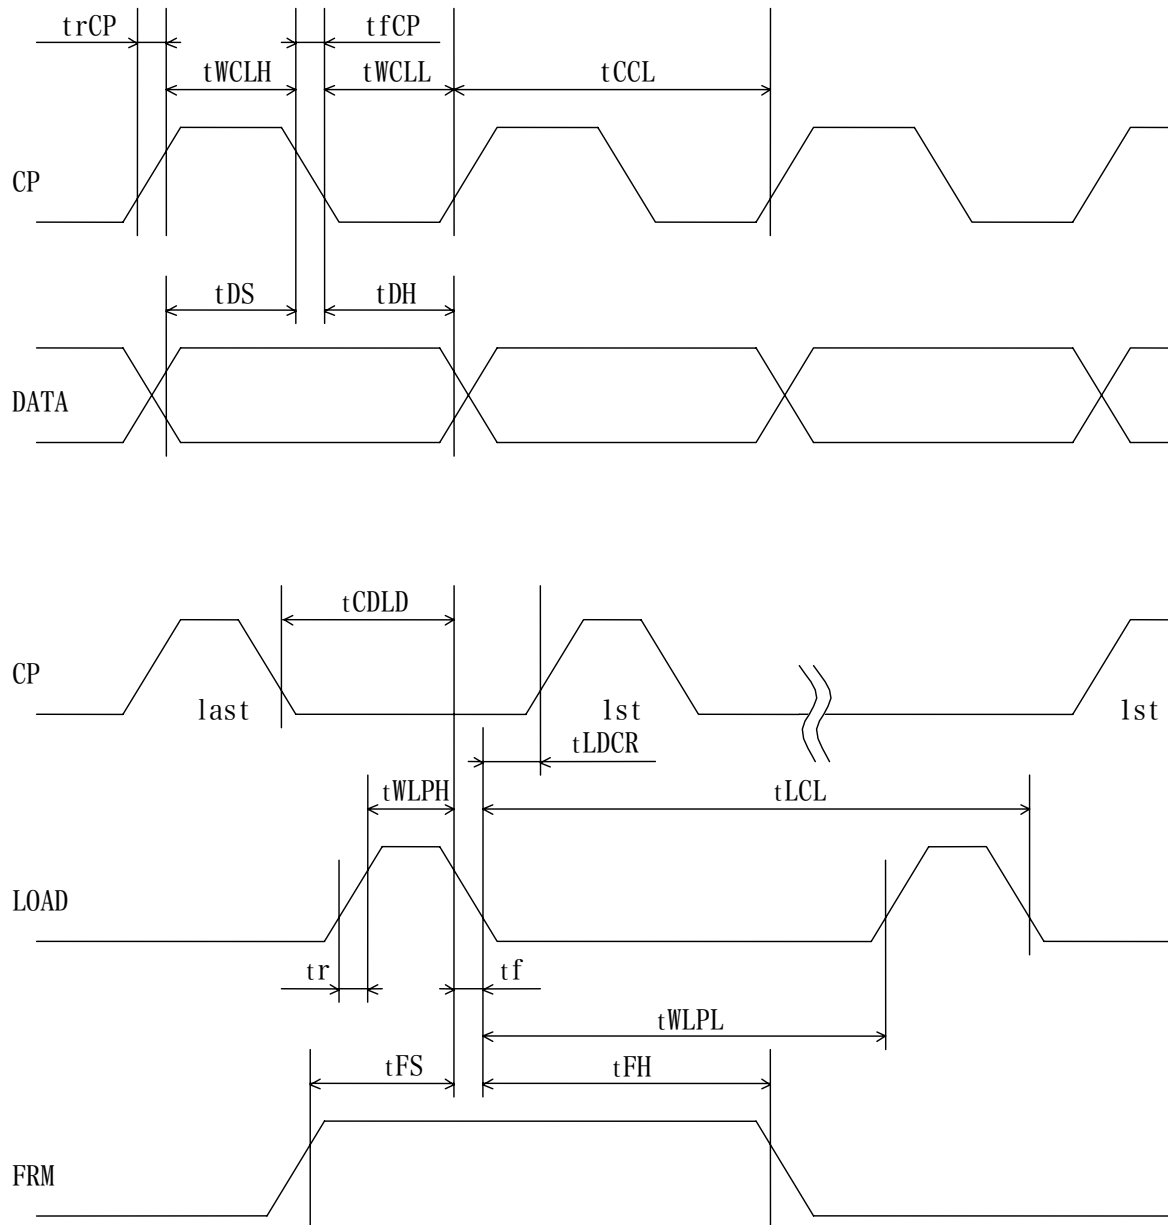 trCP tfCP
tWCLH tWCLL tCCL
CP
tDS tDH
DATA
tCDLD
CP
last 1st 1st
tLDCR
tWLPH tLCL
LOAD
tr tf
tWLPL
tFS tFH
FRM